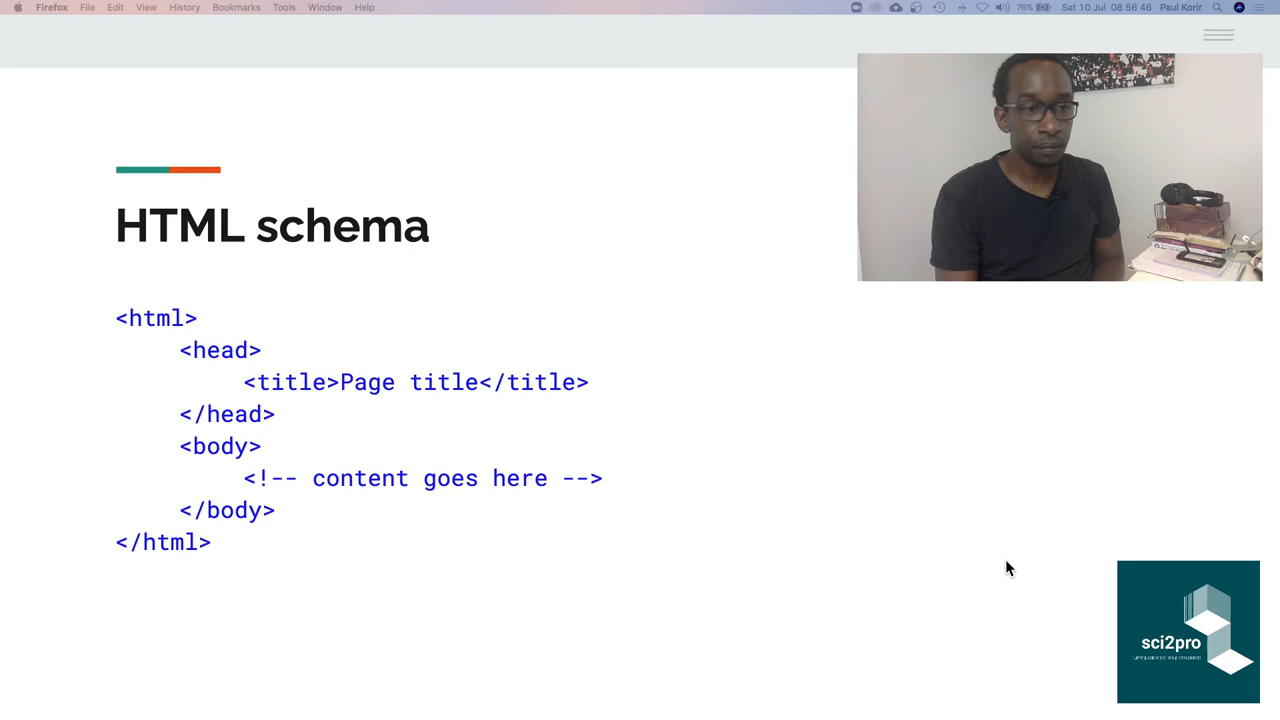 Firefox File Edit View History Bookmarks Tools Window Help 76% Sat 10 Jul 08 56 46 Paul Korir
HTML schema
<html>
<head>
<title>Page title</title>
</head>
<body>
<!-- content goes here -->
</body>
</html>
sci2pro